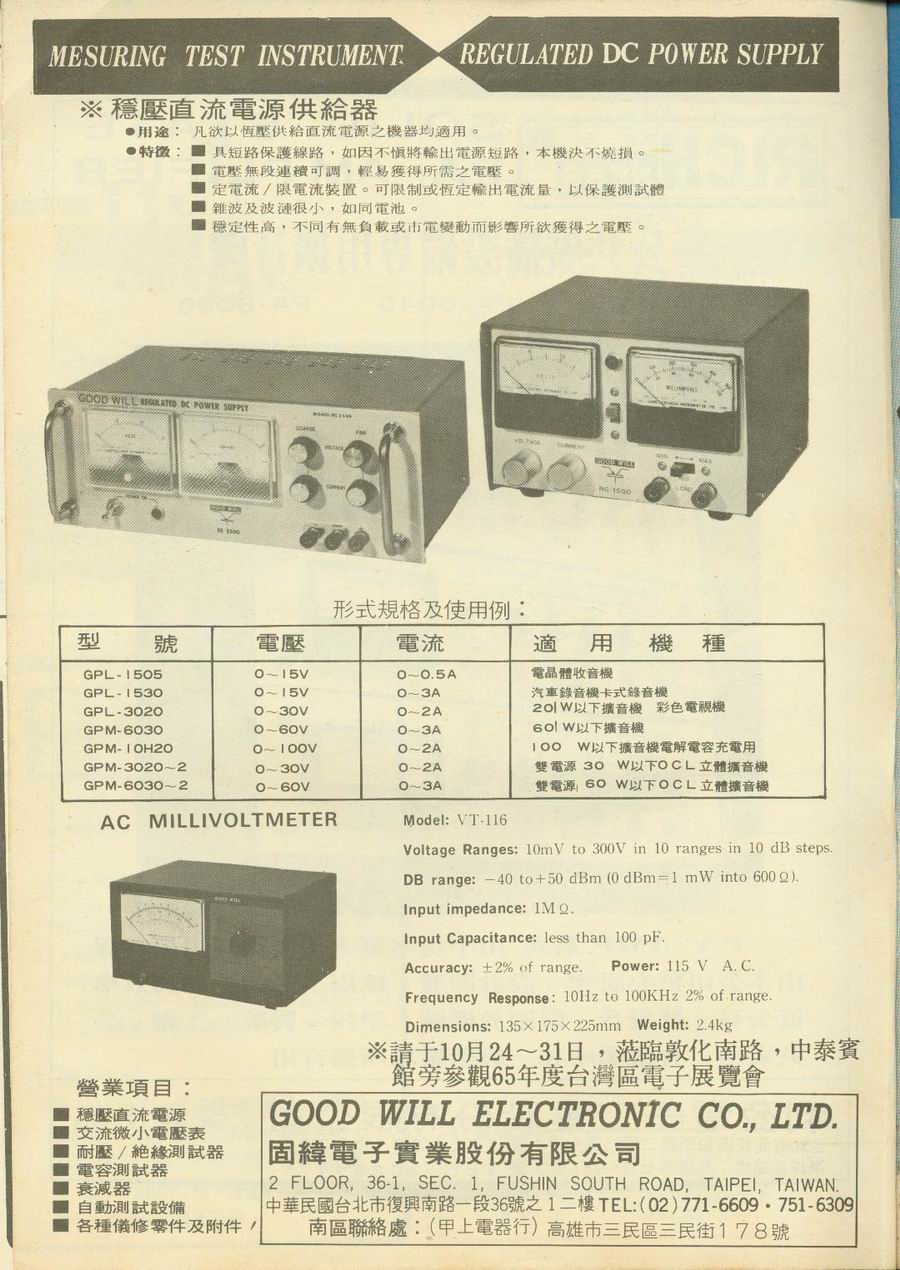 MESURING TEST INSTRUMENT. REGULATED DC POWER SUPPLY
※ 穩壓直流電源供給器
●用途：凡欲以恆壓供給直流電源之機器均適用。
●特徵：■ 具短路保護線路，如因不慎將輸出電源短路，本機決不燒損。
■ 電壓無段連續可調，輕易獲得所需之電壓。
■ 定電流/限電流裝置。可限制或恆定輸出電流量，以保護測試體
■ 雜波及波漣很小，如同電池。
■ 穩定性高，不同有無負載或市電變動而影響所欲獲得之電壓。
GOOD WILL REGULATED DC POWER SUPPLY
COARSE FINE
VOLTAGE
CURRENT
POWER ON
GOOD WILL
RG 3500
VOLTS
MILLIAMPERES
VOLTAGE CURRENT
GOOD WILL
RG-1500
MIN MAX
LOAD
形式規格及使用例：
型號 電壓 電流 適用機種
GPL-1505 0~15V 0~0.5A 電晶體收音機
GPL-1530 0~15V 0~3A 汽車錄音機卡式錄音機
GPL-3020 0~30V 0~2A 20W以下擴音機 彩色電視機
GPM-6030 0~60V 0~3A 60W以下擴音機
GPM-10H20 0~100V 0~2A 100 W以下擴音機電解電容充電用
GPM-3020~2 0~30V 0~2A 雙電源 30 W以下OCL立體擴音機
GPM-6030~2 0~60V 0~3A 雙電源 60 W以下OCL立體擴音機
AC MILLIVOLTMETER
GOOD WILL
Model: VT-116
Voltage Ranges: 10mV to 300V in 10 ranges in 10 dB steps.
DB range: −40 to+50 dBm (0 dBm=1 mW into 600Ω).
Input impedance: 1MΩ.
Input Capacitance: less than 100 pF.
Accuracy: ±2% of range. Power: 115 V A.C.
Frequency Response: 10Hz to 100KHz 2% of range.
Dimensions: 135×175×225mm Weight: 2.4kg
※請于10月24～31日，蒞臨敦化南路，中泰賓
館旁參觀65年度台灣區電子展覽會
營業項目：
■ 穩壓直流電源
■ 交流微小電壓表
■ 耐壓/絶緣測試器
■ 電容測試器
■ 衰減器
■ 自動測試設備
■ 各種儀修零件及附件
GOOD WILL ELECTRONIC CO., LTD.
固緯電子實業股份有限公司
2 FLOOR, 36-1, SEC. 1, FUSHIN SOUTH ROAD, TAIPEI, TAIWAN.
中華民國台北市復興南路一段36號之1二樓 TEL:(02)771-6609・751-6309
南區聯絡處：(甲上電器行) 高雄市三民區三民街178號